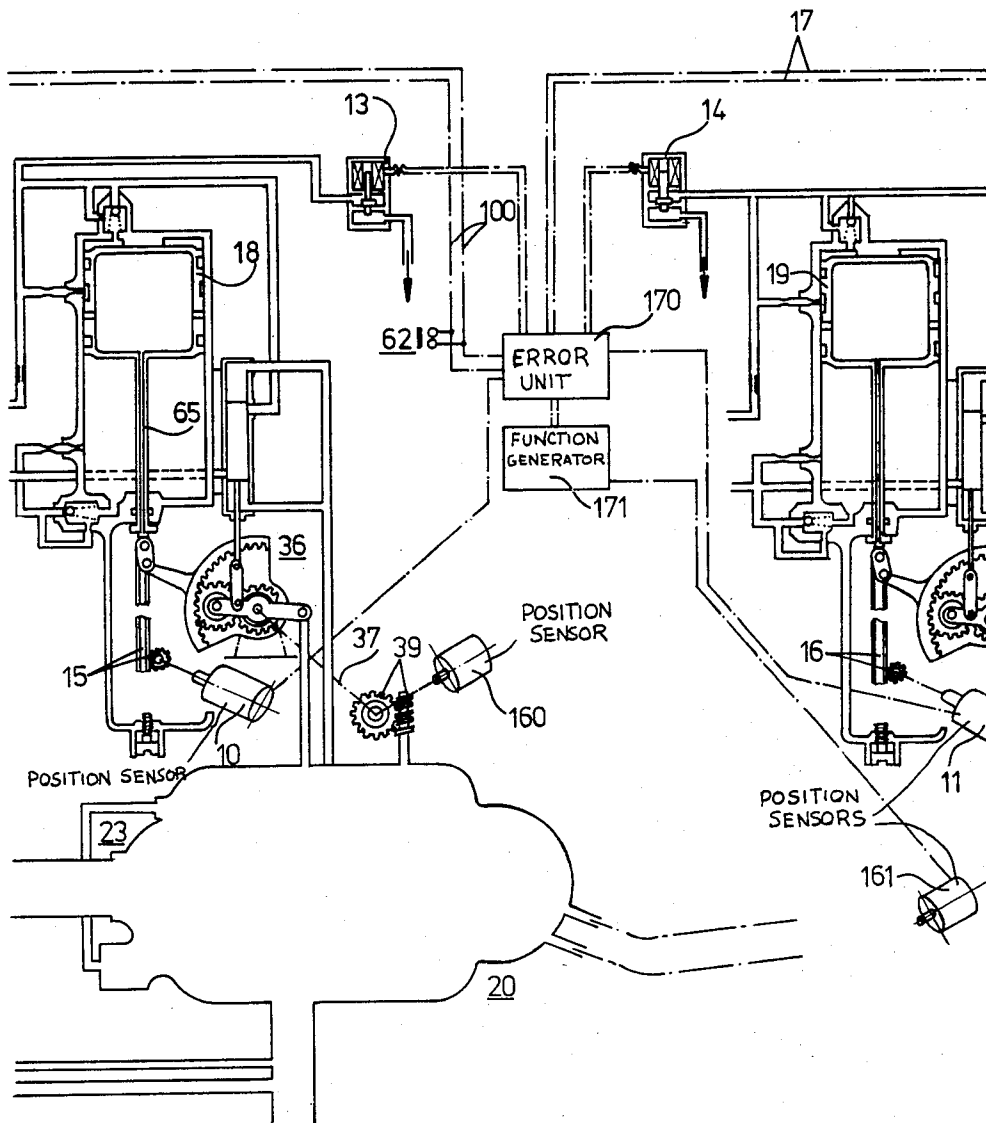 17
13
14
100
18
19
170
62
ERROR
UNIT
65
FUNCTION
GENERATOR
171
36
POSITION
SENSOR
37
39
15
16
160
10
11
POSITION SENSOR
POSITION
SENSORS
23
161
20